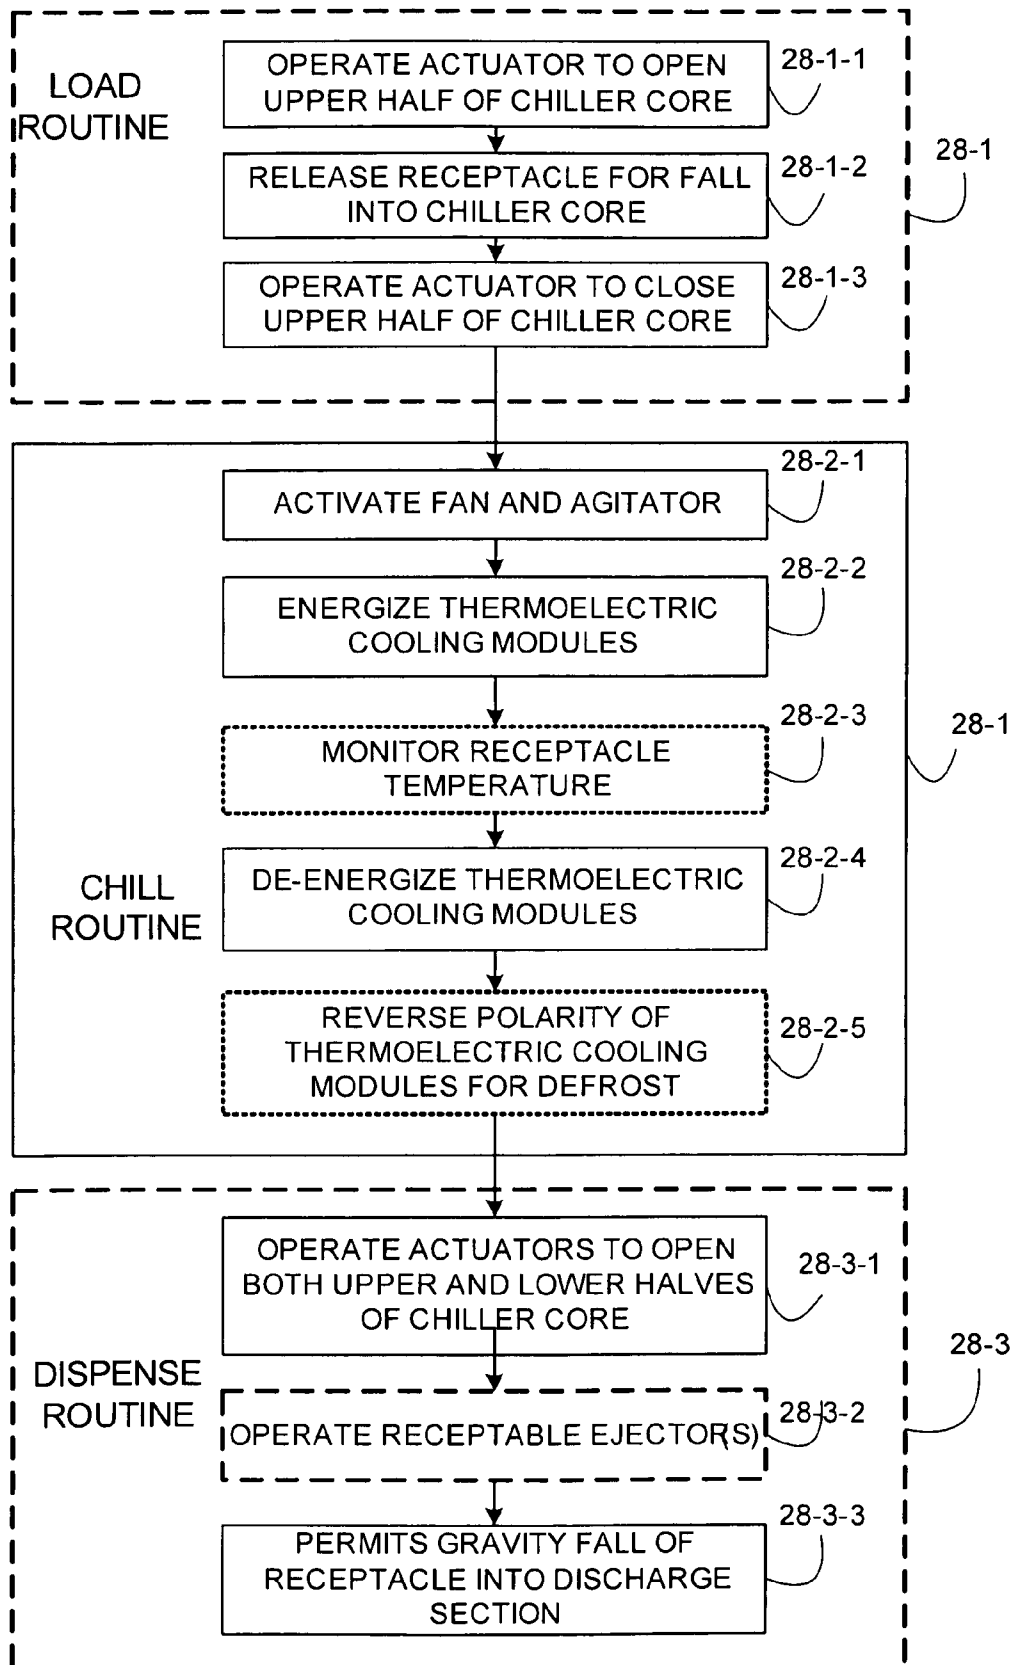 LOAD
ROUTINE
OPERATE ACTUATOR TO OPEN
UPPER HALF OF CHILLER CORE
28-1-1
RELEASE RECEPTACLE FOR FALL
INTO CHILLER CORE
28-1-2
28-1
OPERATE ACTUATOR TO CLOSE
UPPER HALF OF CHILLER CORE
28-1-3
ACTIVATE FAN AND AGITATOR
28-2-1
ENERGIZE THERMOELECTRIC
COOLING MODULES
28-2-2
MONITOR RECEPTACLE
TEMPERATURE
28-2-3
28-1
CHILL
ROUTINE
DE-ENERGIZE THERMOELECTRIC
COOLING MODULES
28-2-4
REVERSE POLARITY OF
THERMOELECTRIC COOLING
MODULES FOR DEFROST
28-2-5
OPERATE ACTUATORS TO OPEN
BOTH UPPER AND LOWER HALVES
OF CHILLER CORE
28-3-1
28-3
DISPENSE
ROUTINE
OPERATE RECEPTABLE EJECTOR(S)
28-3-2
PERMITS GRAVITY FALL OF
RECEPTACLE INTO DISCHARGE
SECTION
28-3-3